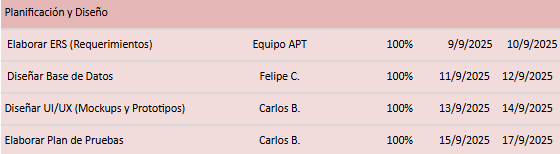 Planificación y Diseño
Elaborar ERS (Requerimientos) Equipo APT 100% 9/9/2025 10/9/2025
Diseñar Base de Datos Felipe C. 100% 11/9/2025 12/9/2025
Diseñar UI/UX (Mockups y Prototipos) Carlos B. 100% 13/9/2025 14/9/2025
Elaborar Plan de Pruebas Carlos B. 100% 15/9/2025 17/9/2025